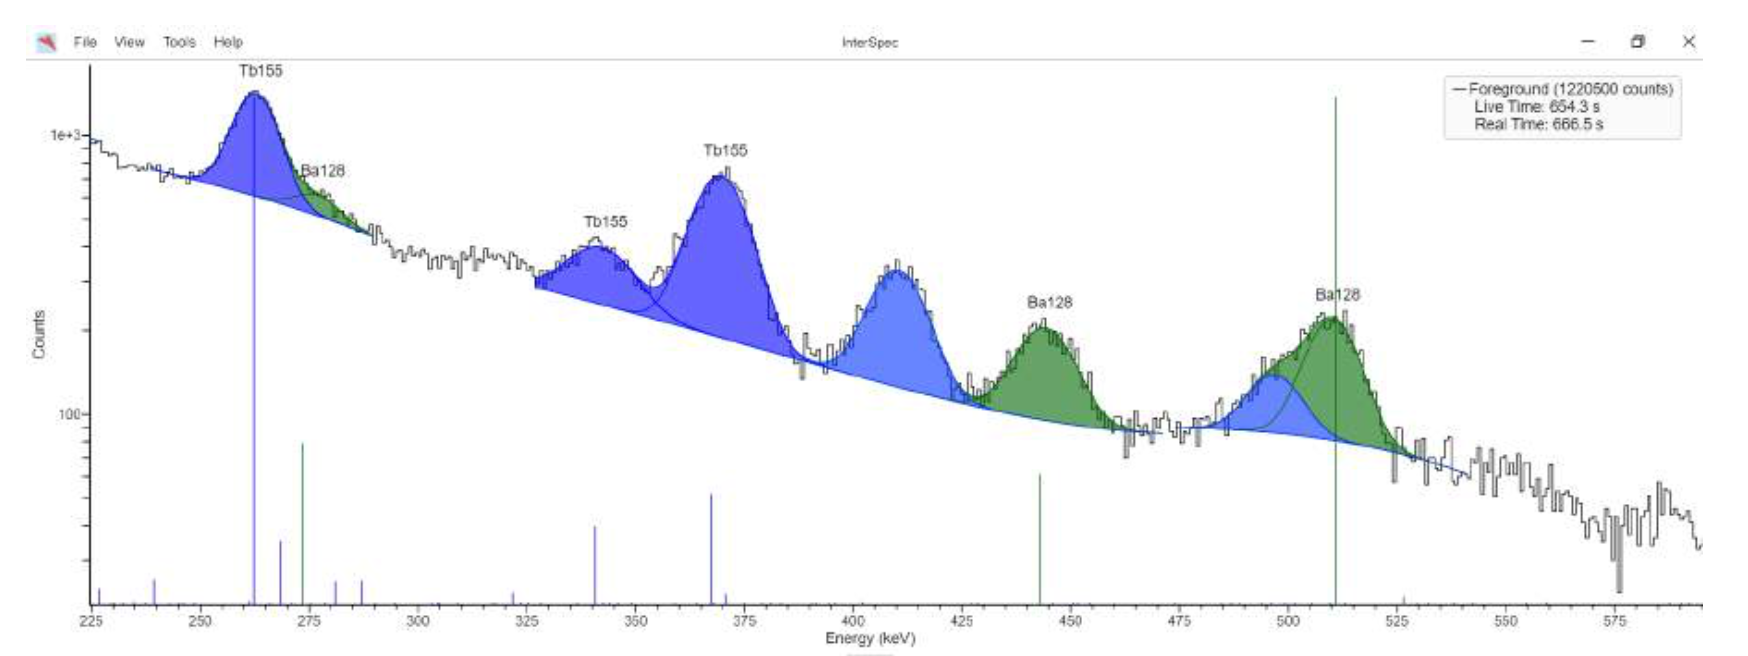 File View Tools Help InterSpec
Tb155
Foreground (1220500 counts)
Live Time: 654.3 s
Real Time: 666.5 s
1e+3
Tb155
Ba128
Tb155
Ba128
Ba128
Counts
100
225 250 275 300 325 350 375 400 425 450 475 500 525 550 575
Energy (keV)